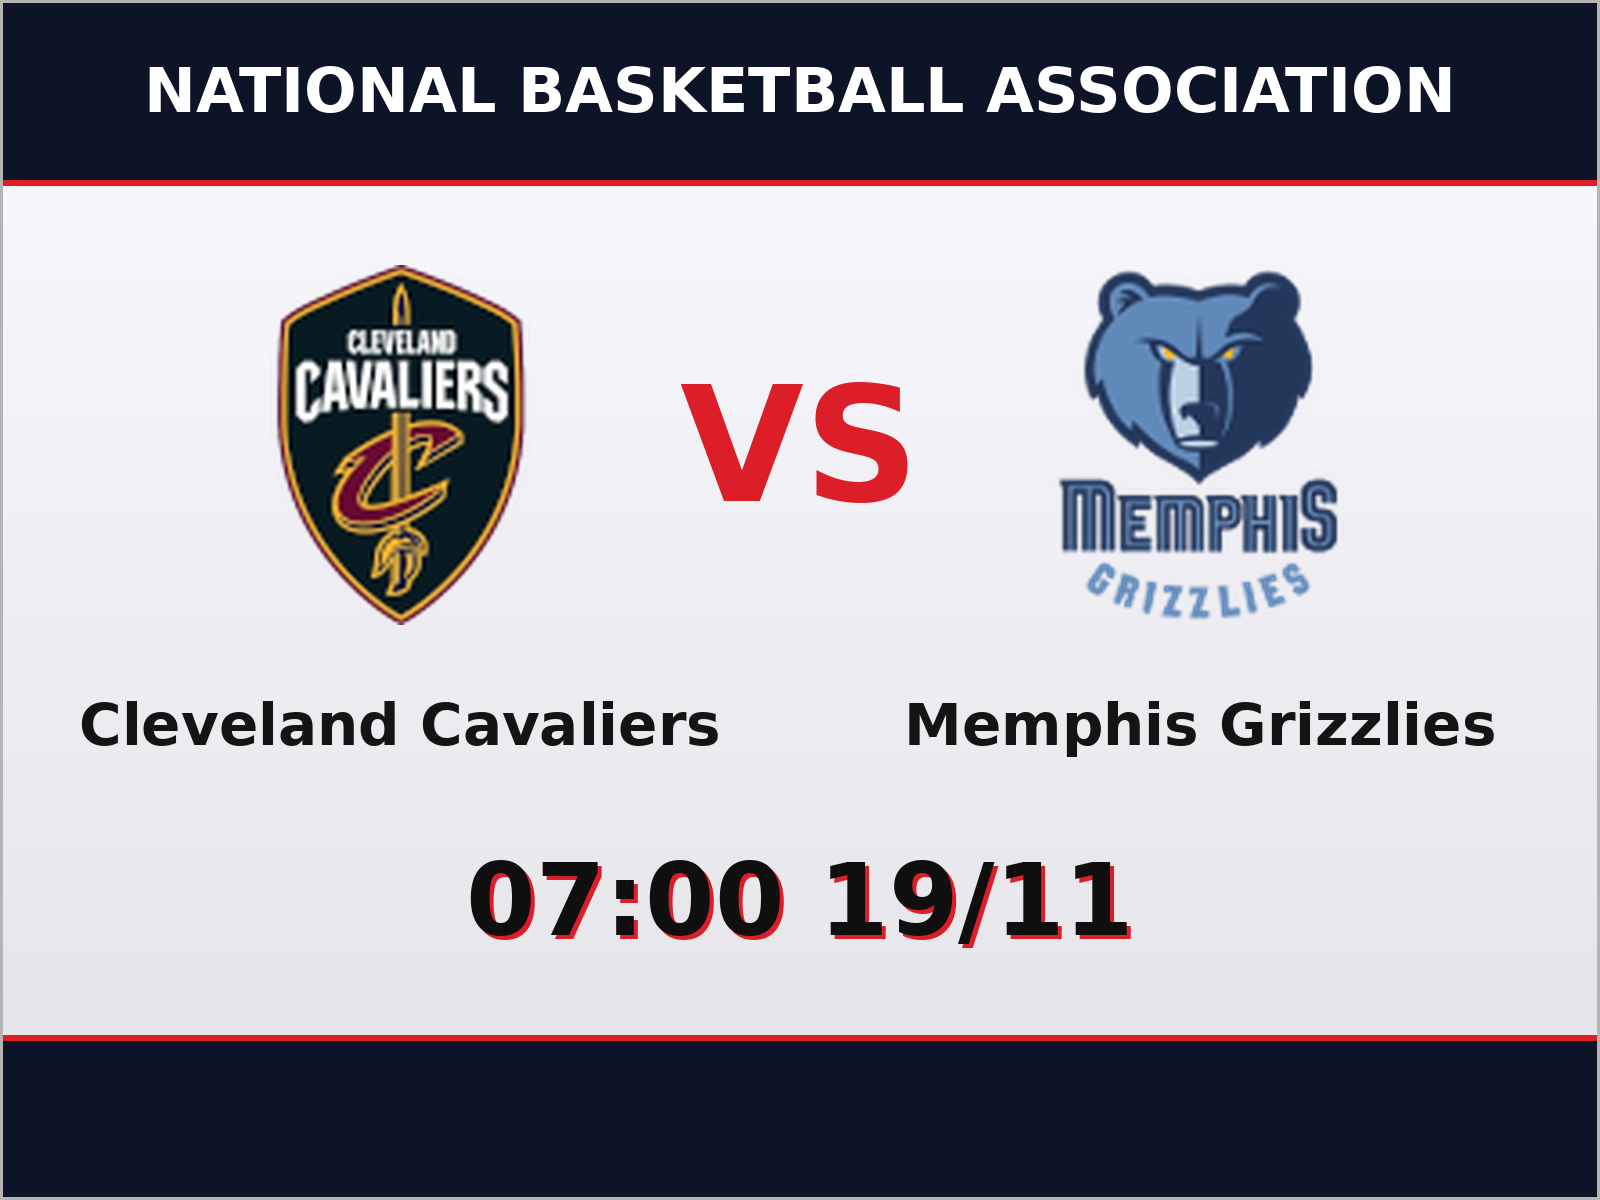 NATIONAL BASKETBALL ASSOCIATION
CLEVELAND
CAVALIERS
C
VS
MEMPHIS
GRIZZLIES
Cleveland Cavaliers
Memphis Grizzlies
07:00 19/11